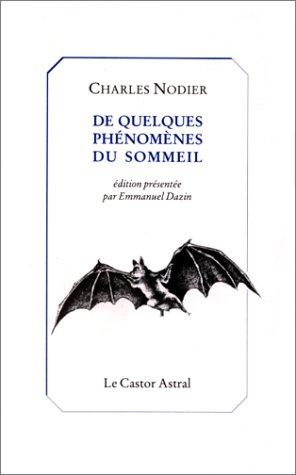 CHARLES NODIER
DE QUELQUES
PHÉNOMÈNES
DU SOMMEIL
édition présentée
par Emmanuel Dazin
Le Castor Astral